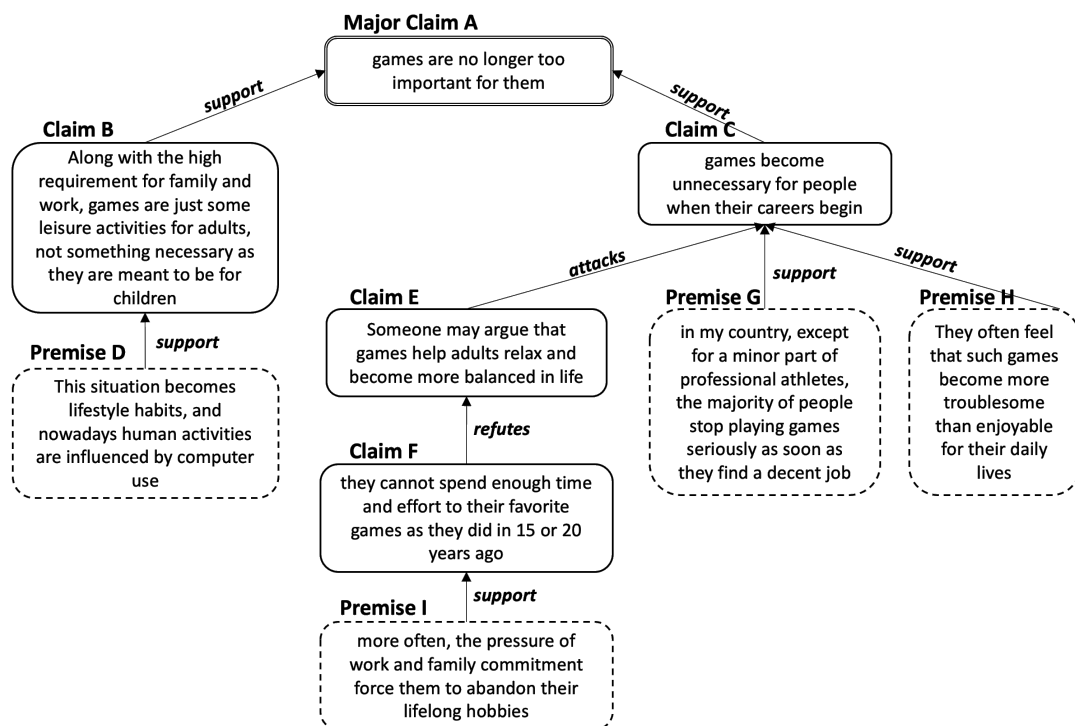 Major Claim A
games are no longer too
important for them
support
support
Claim B
Along with the high
requirement for family and
work, games are just some
leisure activities for adults,
not something necessary as
they are meant to be for
children
Claim C
games become
unnecessary for people
when their careers begin
attacks
support
support
Premise D
support
This situation becomes
lifestyle habits, and
nowadays human activities
are influenced by computer
use
Claim E
Someone may argue that
games help adults relax and
become more balanced in life
refutes
Claim F
they cannot spend enough time
and effort to their favorite
games as they did in 15 or 20
years ago
support
Premise I
more often, the pressure of
work and family commitment
force them to abandon their
lifelong hobbies
Premise G
in my country, except
for a minor part of
professional athletes,
the majority of people
stop playing games
seriously as soon as
they find a decent job
Premise H
They often feel
that such games
become more
troublesome
than enjoyable
for their daily
lives